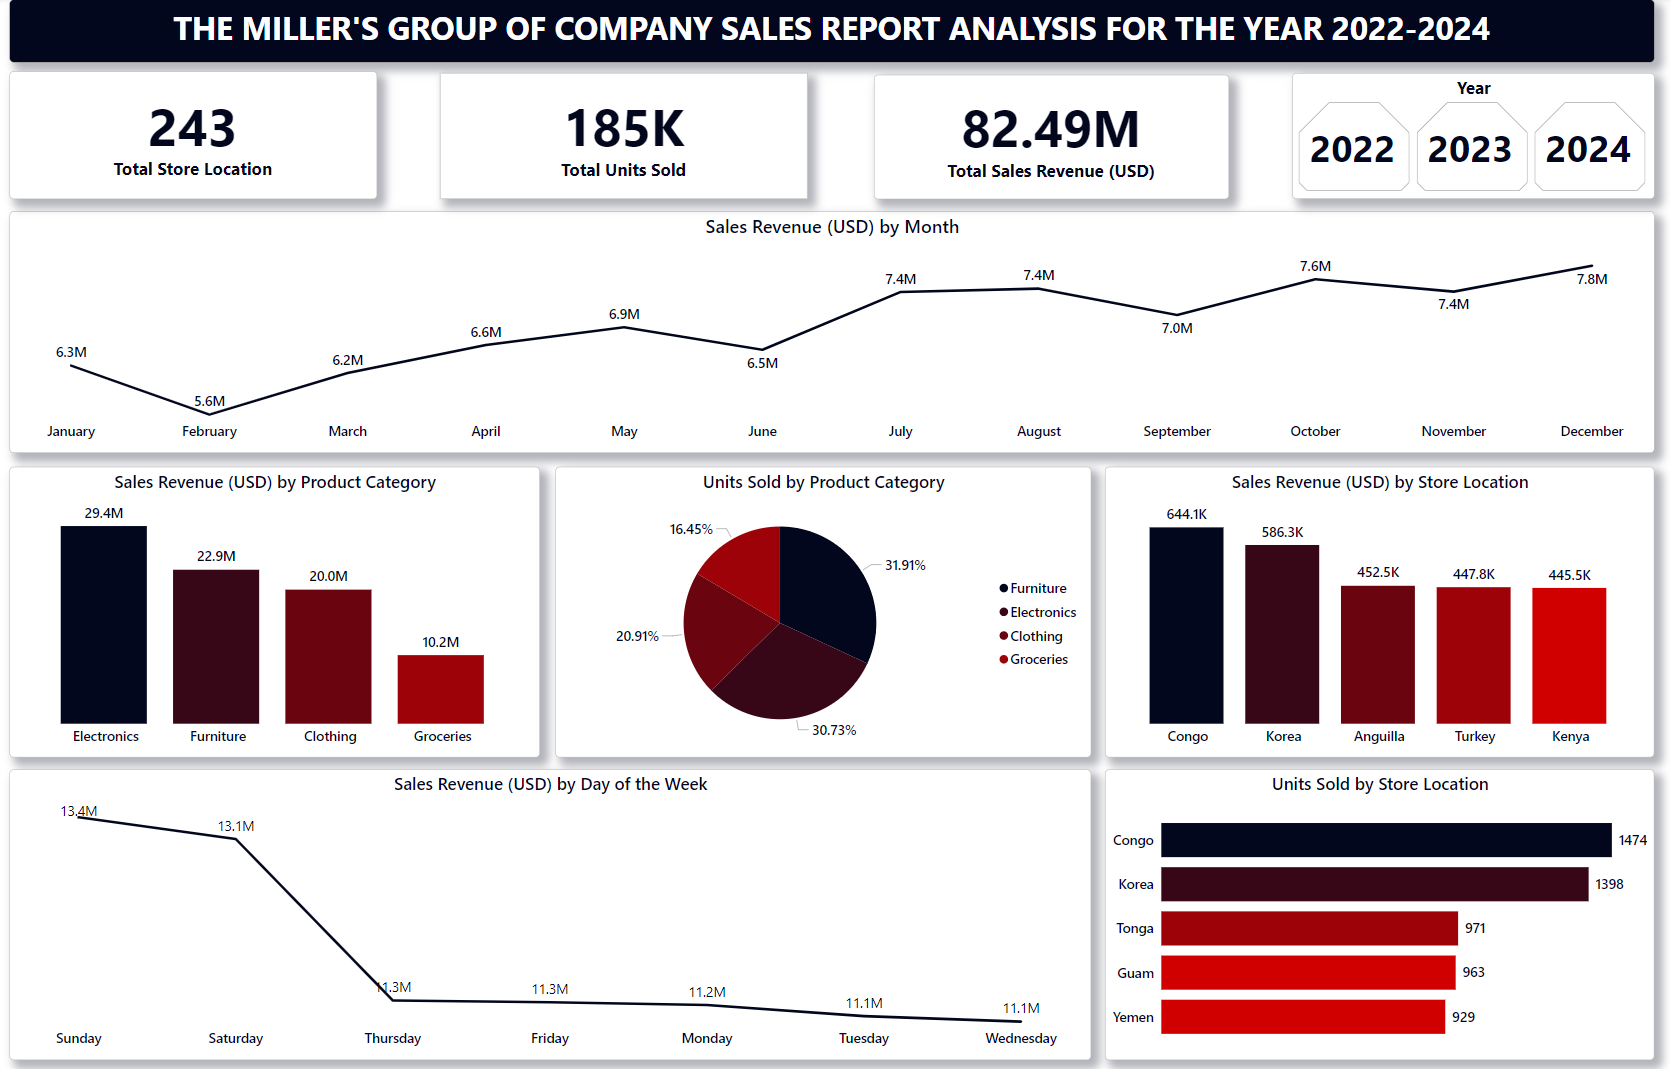 THE MILLER'S GROUP OF COMPANY SALES REPORT ANALYSIS FOR THE YEAR 2022-2024
243
Total Store Location
185K
Total Units Sold
82.49M
Total Sales Revenue (USD)
Year
2022 2023 2024
Sales Revenue (USD) by Month
6.3M 5.6M 6.2M 6.6M 6.9M 6.5M 7.4M 7.4M 7.0M 7.6M 7.4M 7.8M
January February March April May June July August September October November December
Sales Revenue (USD) by Product Category
29.4M 22.9M 20.0M 10.2M
Electronics Furniture Clothing Groceries
Units Sold by Product Category
16.45%
31.91%
20.91%
30.73%
Furniture
Electronics
Clothing
Groceries
Sales Revenue (USD) by Store Location
644.1K 586.3K 452.5K 447.8K 445.5K
Congo Korea Anguilla Turkey Kenya
Sales Revenue (USD) by Day of the Week
13.4M 13.1M 11.3M 11.3M 11.2M 11.1M 11.1M
Sunday Saturday Thursday Friday Monday Tuesday Wednesday
Units Sold by Store Location
Congo 1474
Korea 1398
Tonga 971
Guam 963
Yemen 929